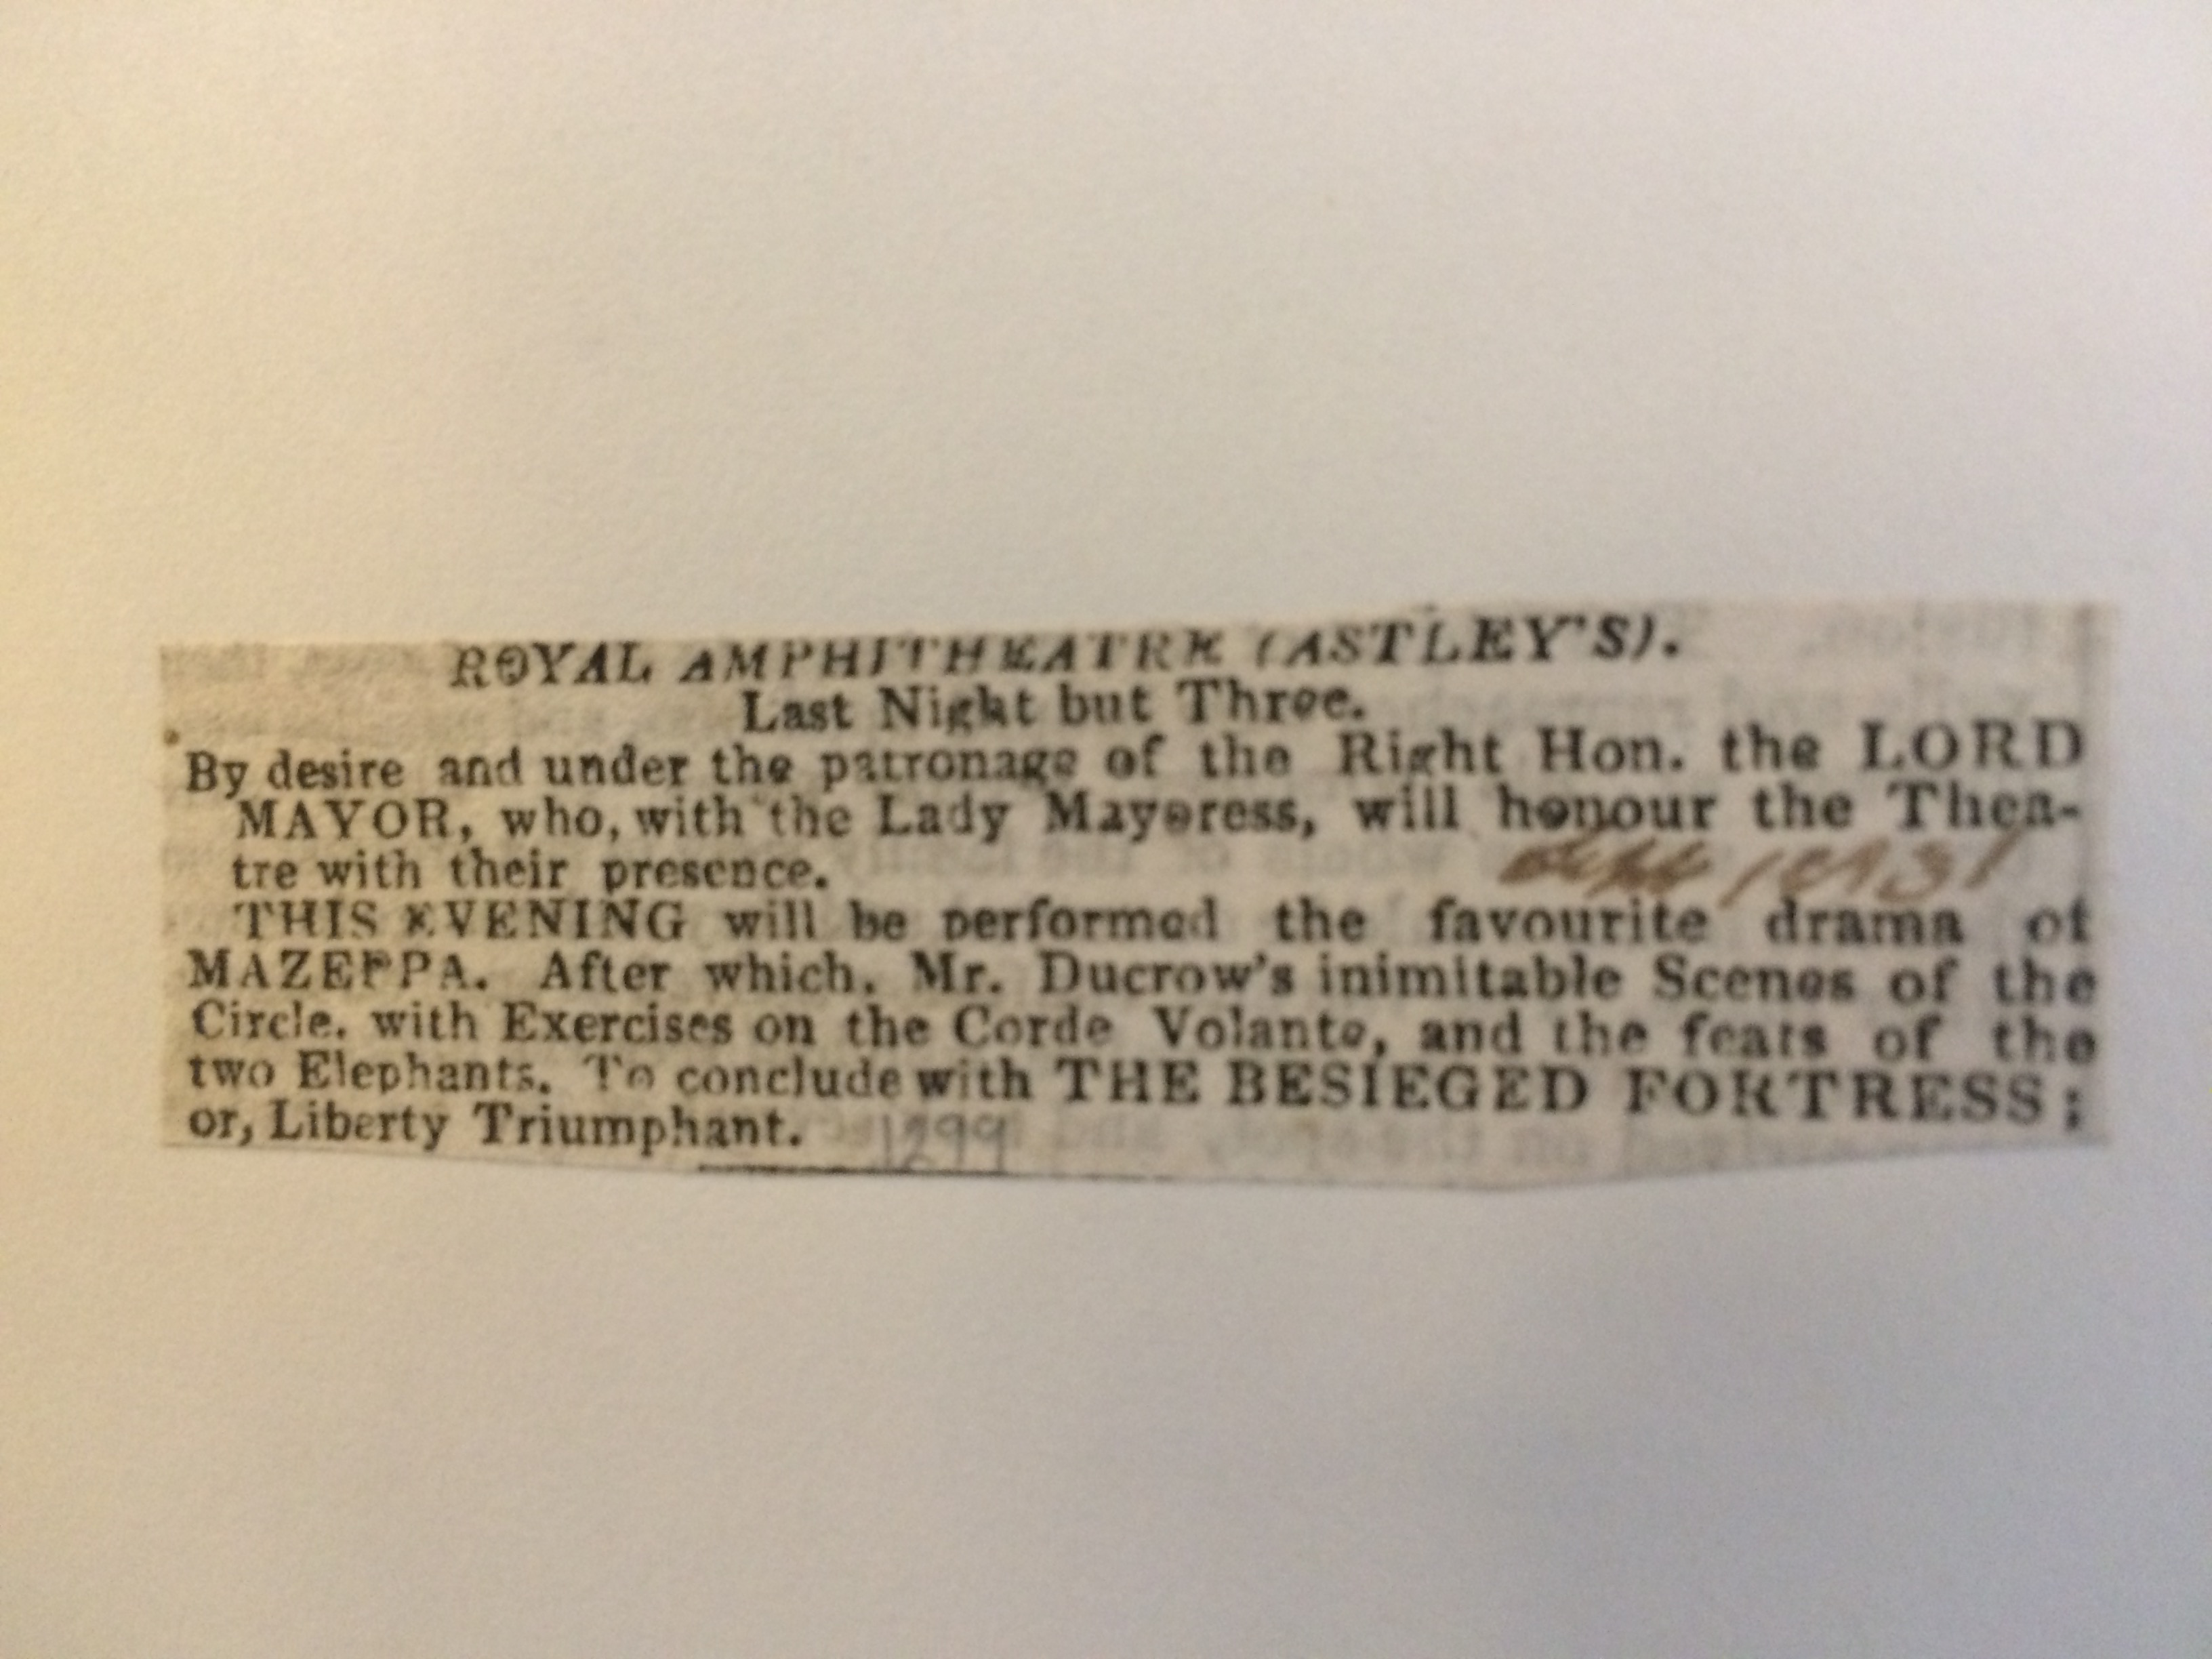 ROYAL AMPHITHEATRE (ASTLEY'S).
Last Night but Three.
By desire and under the patronage of the Right Hon. the LORD
MAYOR, who, with the Lady Mayoress, will honour the Thea-
tre with their presence.
THIS EVENING will be performed the favourite drama of
MAZEPPA. After which, Mr. Ducrow's inimitable Scenes of the
Circle, with Exercises on the Corde Volante, and the feats of the
two Elephants. To conclude with THE BESIEGED FORTRESS;
or, Liberty Triumphant.
1299